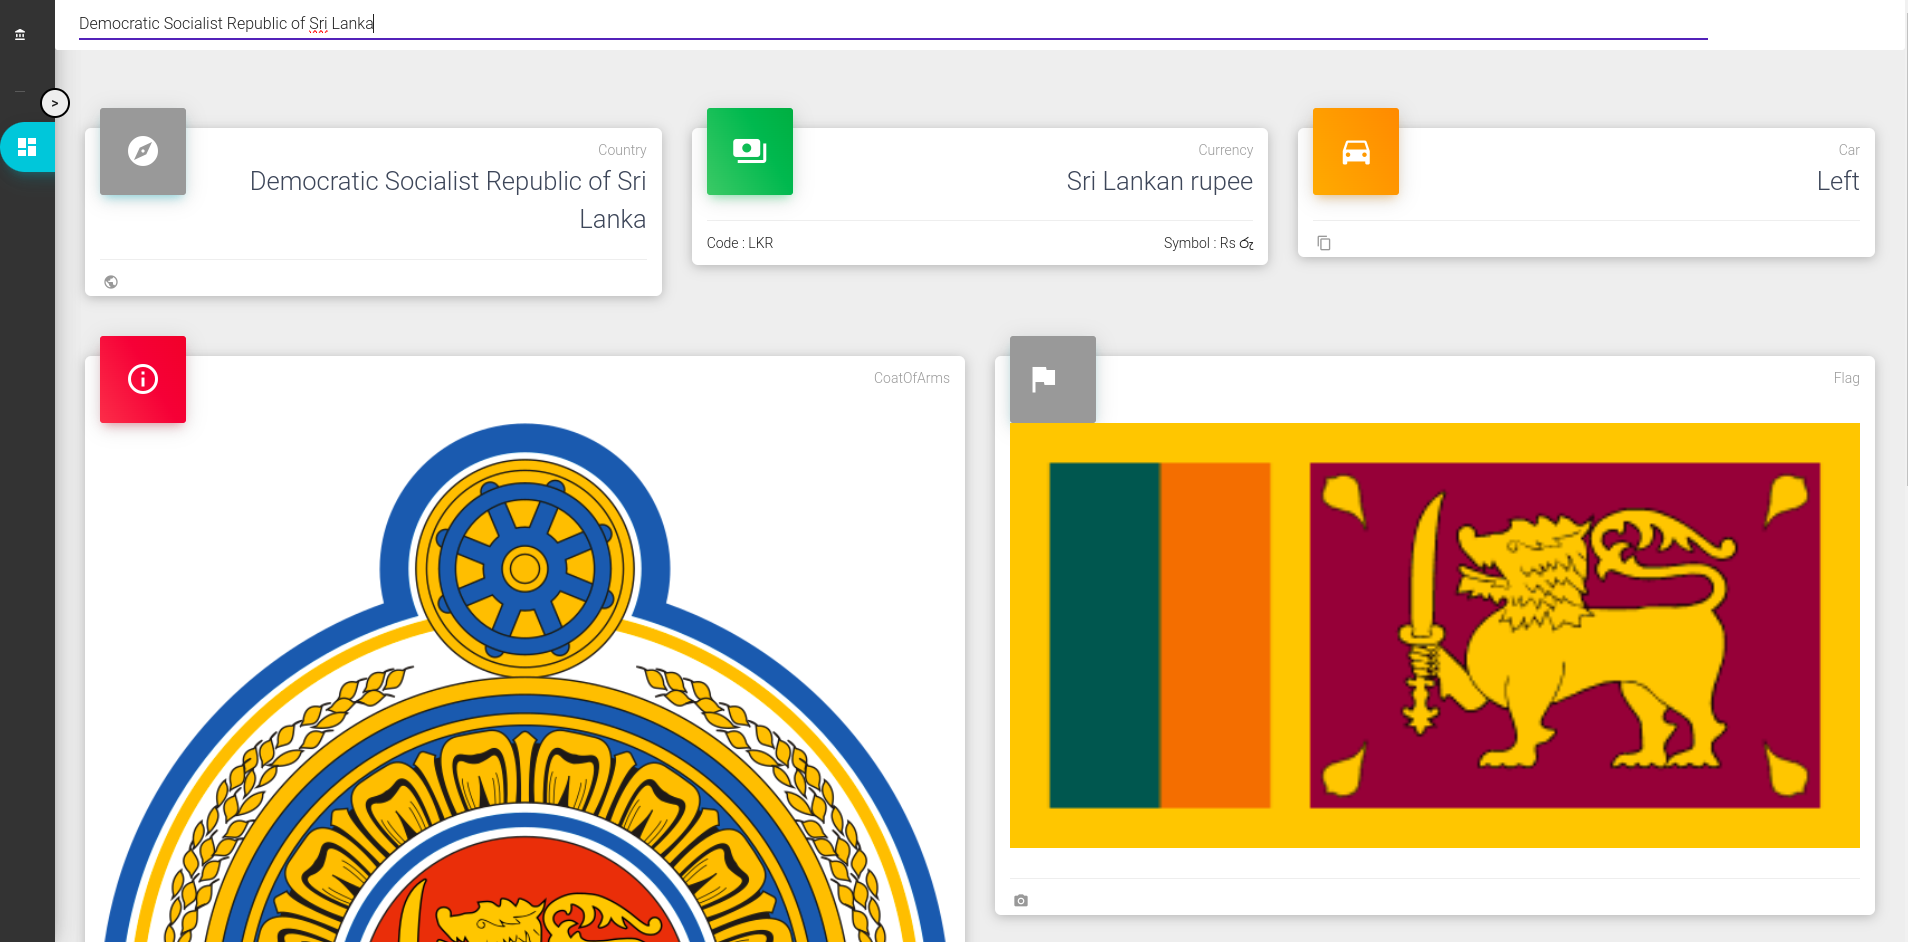 Democratic Socialist Republic of Sri Lanka
>
Country
Democratic Socialist Republic of Sri
Lanka
Currency
Sri Lankan rupee
Code : LKR
Symbol : Rs රු
Car
Left
CoatOfArms
Flag